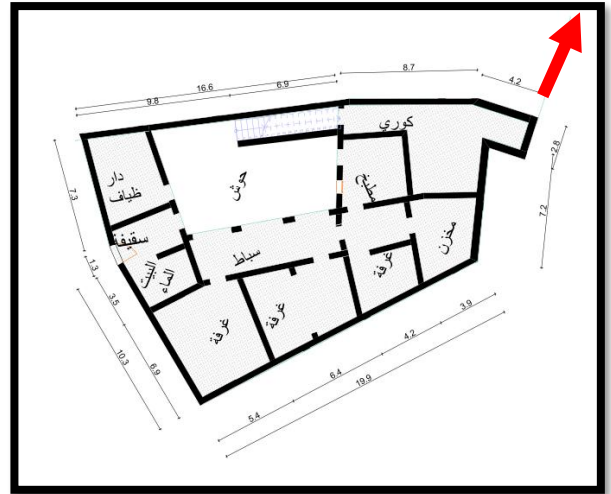 8.7
4.2
16.6
9.8
6.9
2.8
7.2
كوري
دار
ظياف
حوش
مطبخ
7.3
سقيفة
البيت
الماء
سباط
مخزن
غرفة
غرفة
غرفة
1.3
3.5
10.3
6.9
3.9
4.2
6.4
19.9
5.4